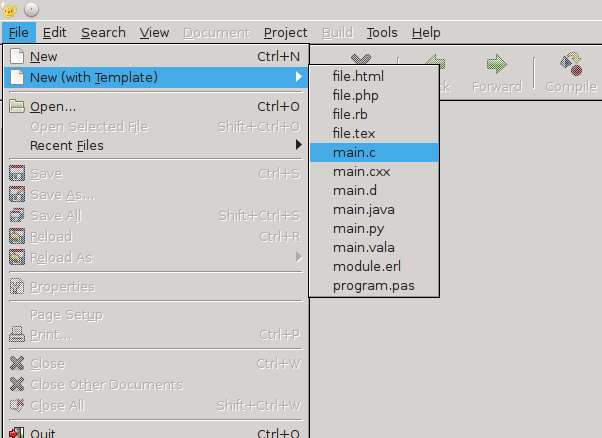 File Edit Search View Document Project Build Tools Help
New Ctrl+N
New (with Template)
Open... Ctrl+O
Open Selected File Shift+Ctrl+O
Recent Files
Save Ctrl+S
Save As...
Save All Shift+Ctrl+S
Reload Ctrl+R
Reload As
Properties
Page Setup
Print... Ctrl+P
Close Ctrl+W
Close Other Documents
Close All Shift+Ctrl+W
Quit Ctrl+Q
Forward Compile
file.html
file.php
file.rb
file.tex
main.c
main.cxx
main.d
main.java
main.py
main.vala
module.erl
program.pas